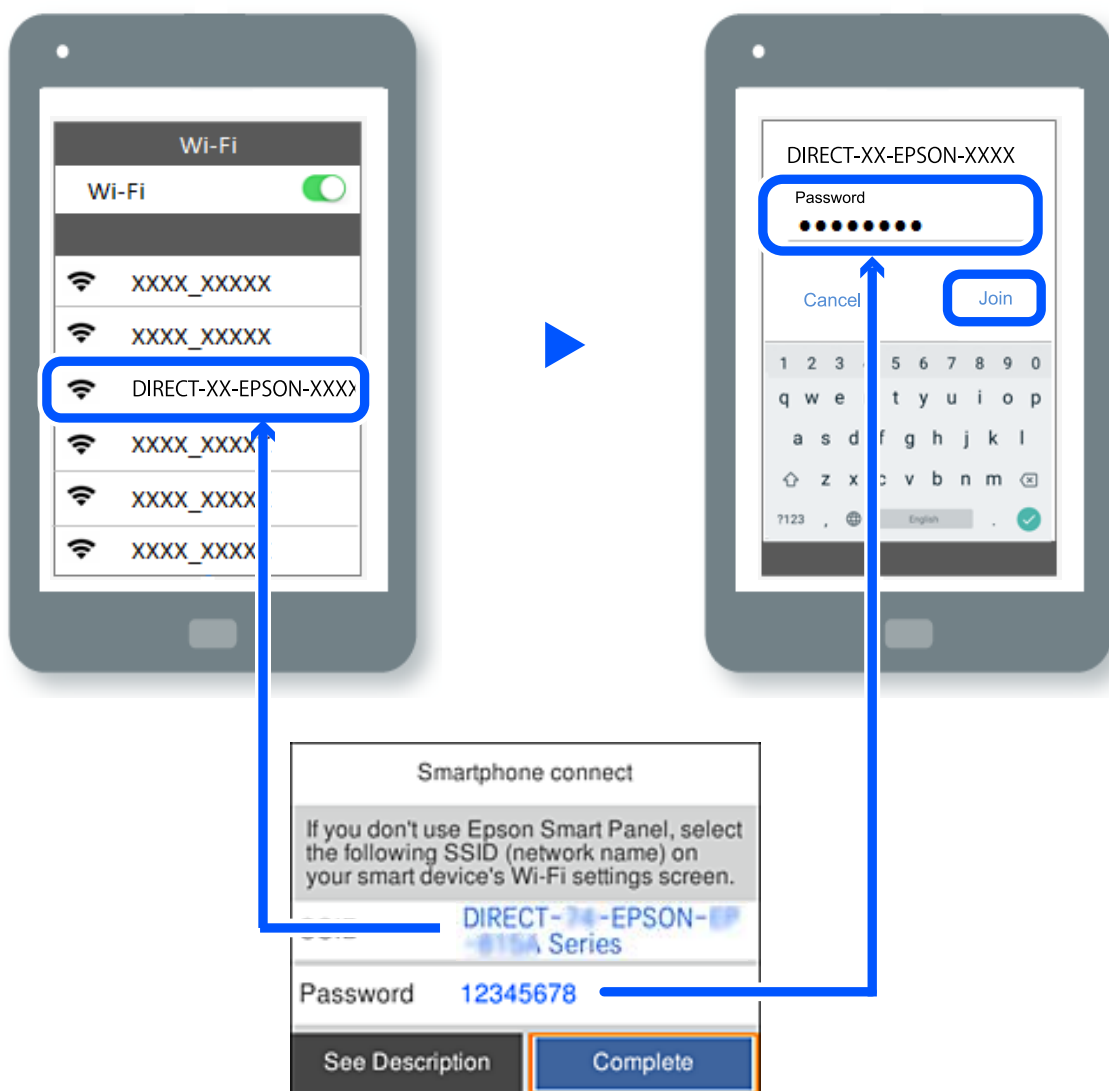 Wi-Fi
Wi-Fi
XXXX_XXXXX
XXXX_XXXXX
DIRECT-XX-EPSON-XXXX
XXXX_XXXX
XXXX_XXXX
XXXX_XXXX
DIRECT-XX-EPSON-XXXX
Password
●●●●●●●●
Cancel
Join
1 2 3 5 6 7 8 9 0
q w e t y u i o p
a s d f g h j k l
z x c v b n m
?123 , English .
Smartphone connect
If you don't use Epson Smart Panel, select
the following SSID (network name) on
your smart device's Wi-Fi settings screen.
DIRECT- -EPSON-
Series
Password 12345678
See Description
Complete